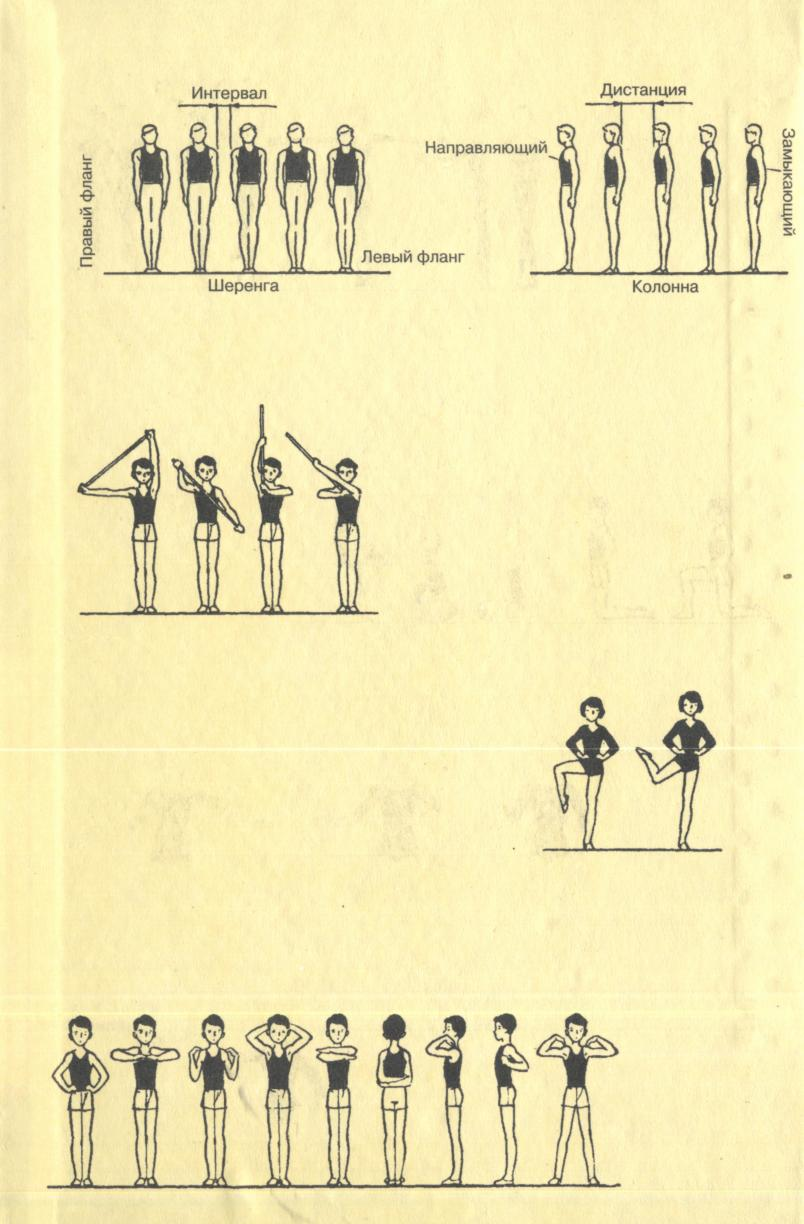 Интервал
Правый фланг
Левый фланг
Шеренга
Дистанция
Направляющий
Замыкающий
Колонна